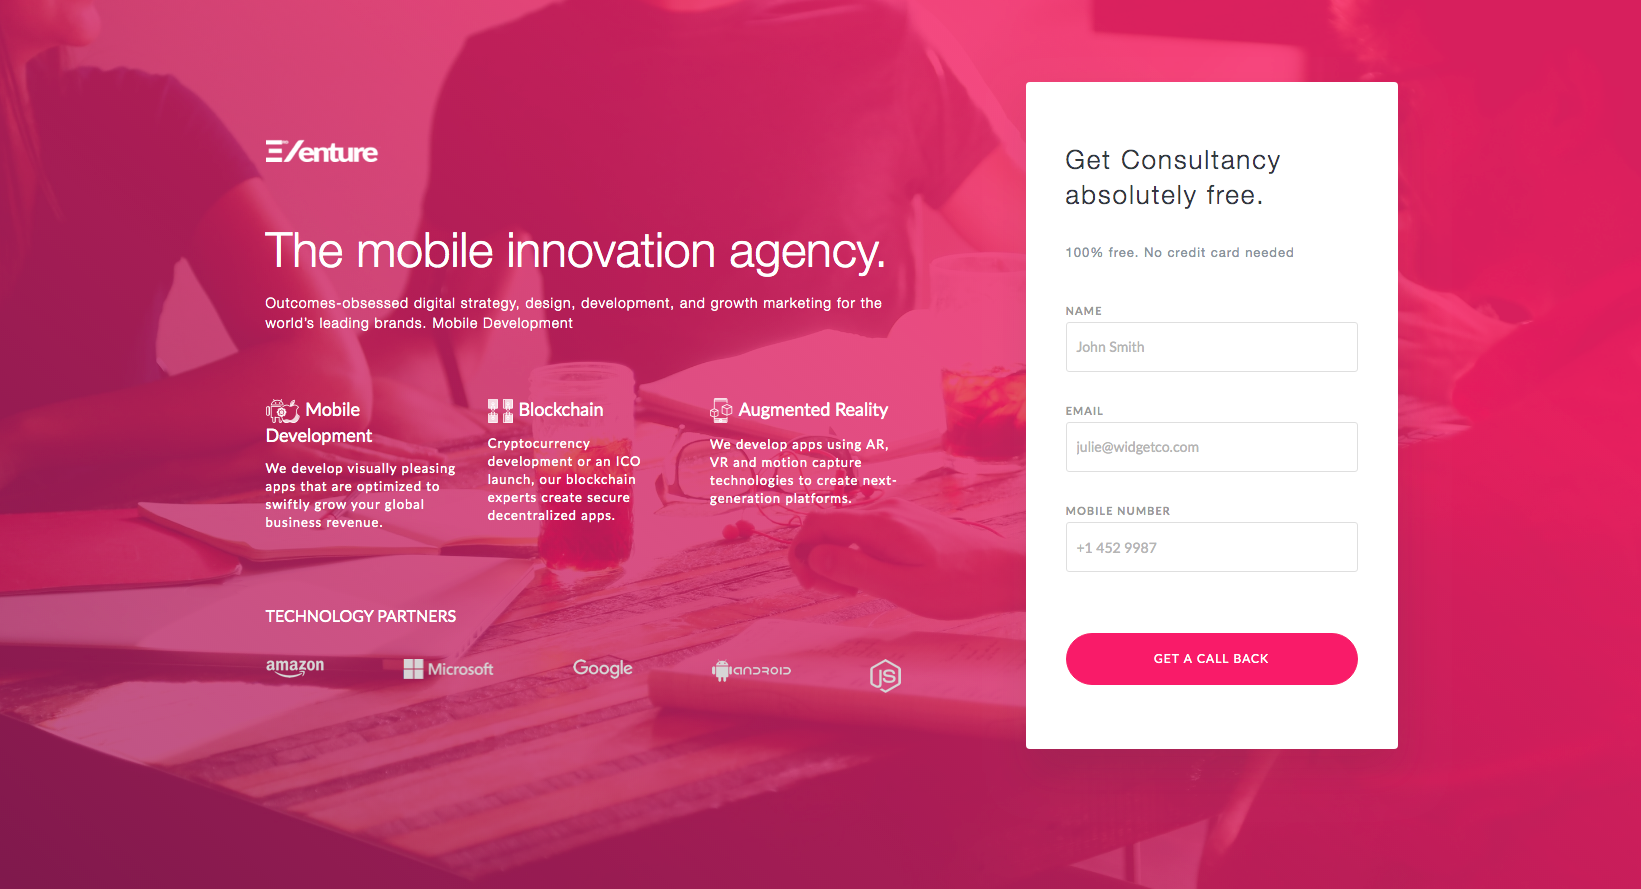 Exenture
The mobile innovation agency.
Outcomes-obsessed digital strategy, design, development, and growth marketing for the
world's leading brands. Mobile Development
Mobile
Development
We develop visually pleasing
apps that are optimized to
swiftly grow your global
business revenue.
Blockchain
Cryptocurrency
development or an ICO
launch, our blockchain
experts create secure
decentralized apps.
Augmented Reality
We develop apps using AR,
VR and motion capture
technologies to create next-
generation platforms.
TECHNOLOGY PARTNERS
amazon
Microsoft
Google
ANDROID
JS
Get Consultancy
absolutely free.
100% free. No credit card needed
NAME
John Smith
EMAIL
julie@widgetco.com
MOBILE NUMBER
+1 452 9987
GET A CALL BACK